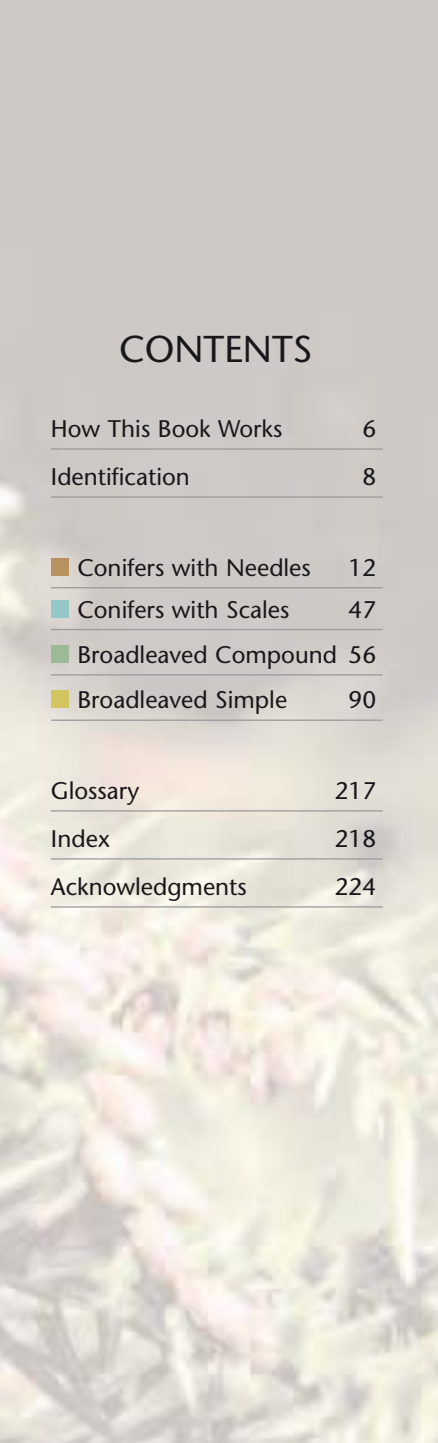 CONTENTS
How This Book Works 6
Identification 8
Conifers with Needles 12
Conifers with Scales 47
Broadleaved Compound 56
Broadleaved Simple 90
Glossary 217
Index 218
Acknowledgments 224